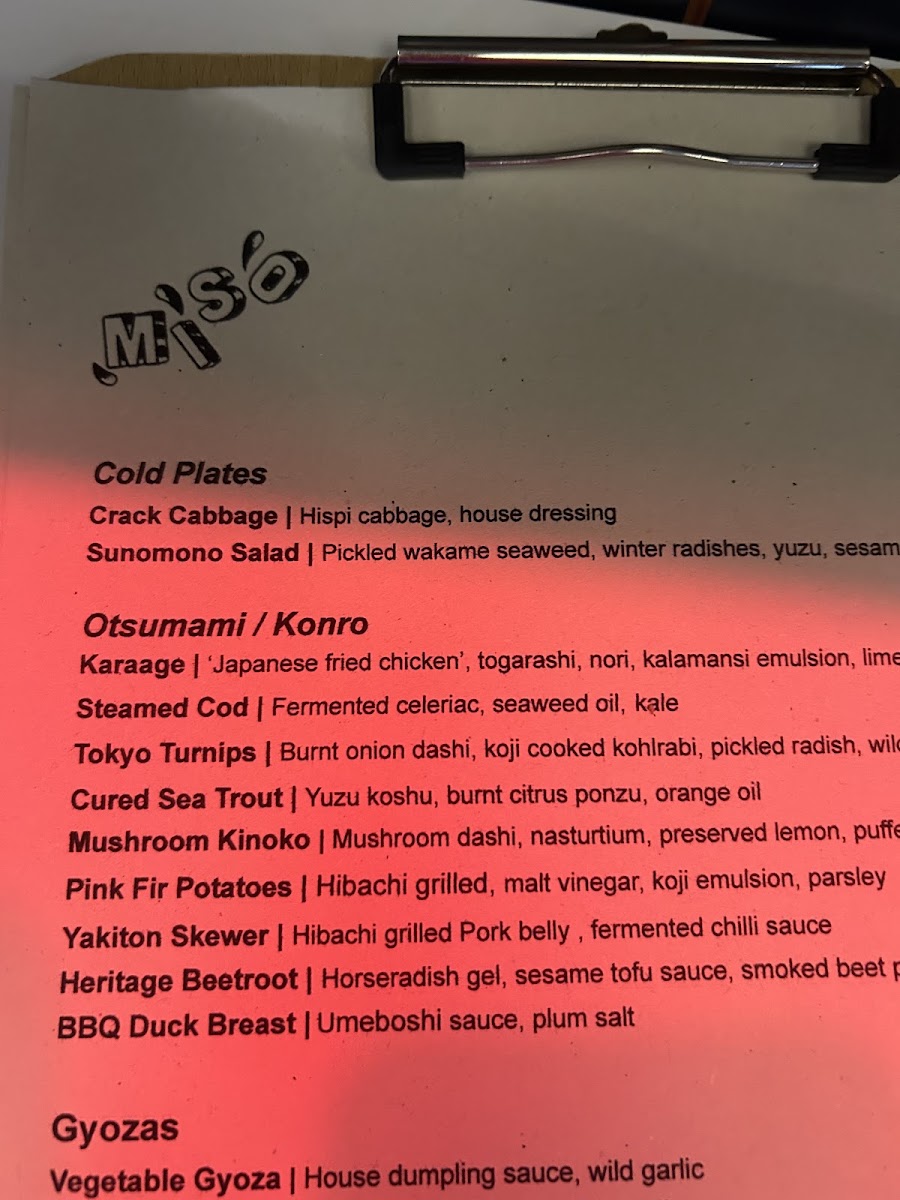 MiSO
Cold Plates
Crack Cabbage | Hispi cabbage, house dressing
Sunomono Salad | Pickled wakame seaweed, winter radishes, yuzu,
Otsumami / Konro
Karaage | ‘Japanese fried chicken’, togarashi, nori, kalamansi emulsion, lime
Steamed Cod | Fermented celeriac, seaweed oil, kale
Tokyo Turnips | Burnt onion dashi, koji cooked kohlrabi, pickled radish,
Cured Sea Trout | Yuzu koshu, burnt citrus ponzu, orange oil
Mushroom Kinoko | Mushroom dashi, nasturtium, preserved lemon,
Pink Fir Potatoes | Hibachi grilled, malt vinegar, koji emulsion, parsley
Yakiton Skewer | Hibachi grilled Pork belly , fermented chilli sauce
Heritage Beetroot | Horseradish gel, sesame tofu sauce, smoked beet
BBQ Duck Breast | Umeboshi sauce, plum salt
Gyozas
Vegetable Gyoza | House dumpling sauce, wild garlic